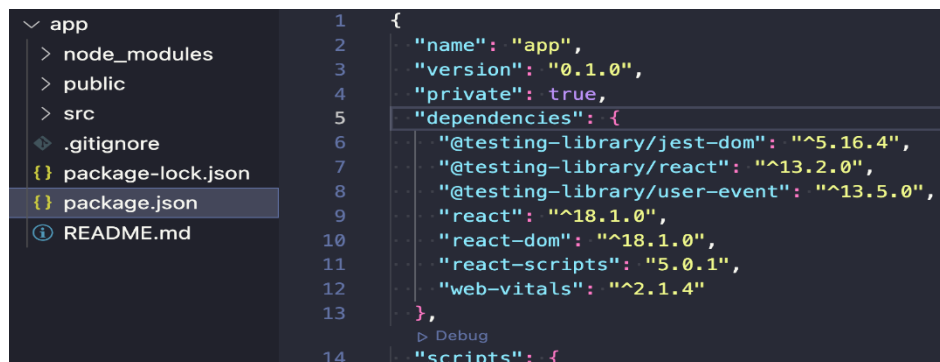 app
node_modules
public
src
.gitignore
package-lock.json
package.json
README.md
1 {
2 "name": "app",
3 "version": "0.1.0",
4 "private": true,
5 "dependencies": {
6 "@testing-library/jest-dom": "^5.16.4",
7 "@testing-library/react": "^13.2.0",
8 "@testing-library/user-event": "^13.5.0",
9 "react": "^18.1.0",
10 "react-dom": "^18.1.0",
11 "react-scripts": "5.0.1",
12 "web-vitals": "^2.1.4"
13 },
Debug
14 "scripts": {